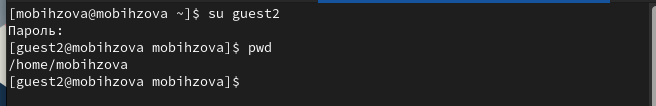 [mobihzova@mobihzova ~]$ su guest2
Пароль:
[guest2@mobihzova mobihzova]$ pwd
/home/mobihzova
[guest2@mobihzova mobihzova]$